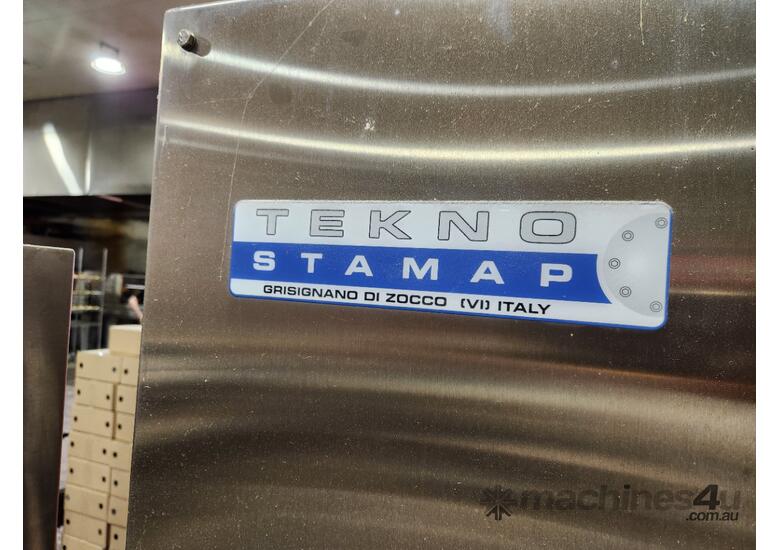 TEKNO
STAMAP
GRISIGNANO DI ZOCCO (VI) ITALY
machines4u
.com.au